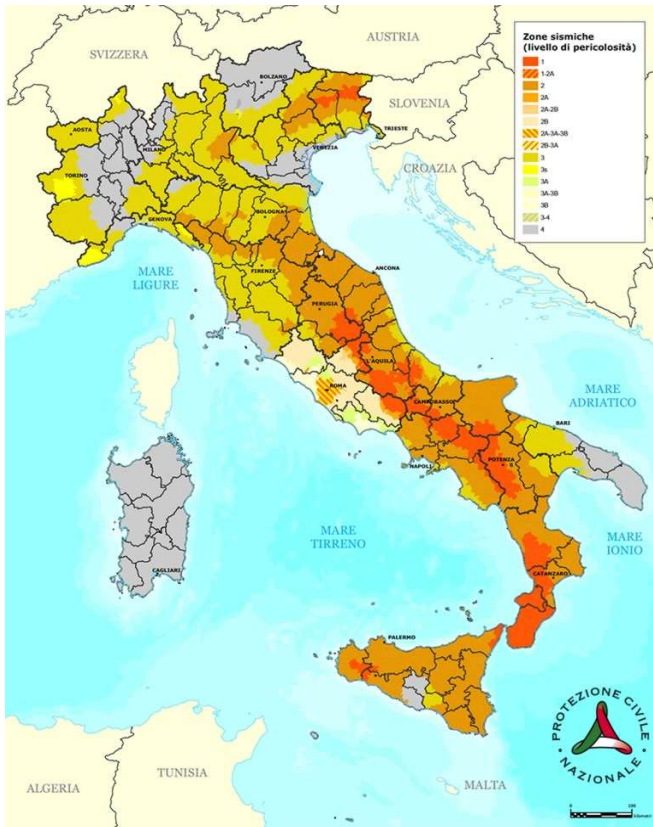 Zone sismiche
(livello di pericolosità)
1
1-2A
2
2A
2A-2B
2B
2A-3A-3B
2B-3A
3
3s
3A
3A-3B
3B
3-4
4
AUSTRIA
SVIZZERA
SLOVENIA
CROAZIA
BOLZANO
AOSTA
MILANO
TRIESTE
VENEZIA
TORINO
GENOVA
BOLOGNA
FIRENZE
ANCONA
PERUGIA
MARE
LIGURE
L'AQUILA
ROMA
CAMPOBASSO
MARE
ADRIATICO
BARI
NAPOLI
POTENZA
MARE
TIRRENO
MARE
IONIO
CAGLIARI
CATANZARO
PALERMO
ALGERIA
TUNISIA
MALTA
PROTEZIONE CIVILE
NAZIONALE